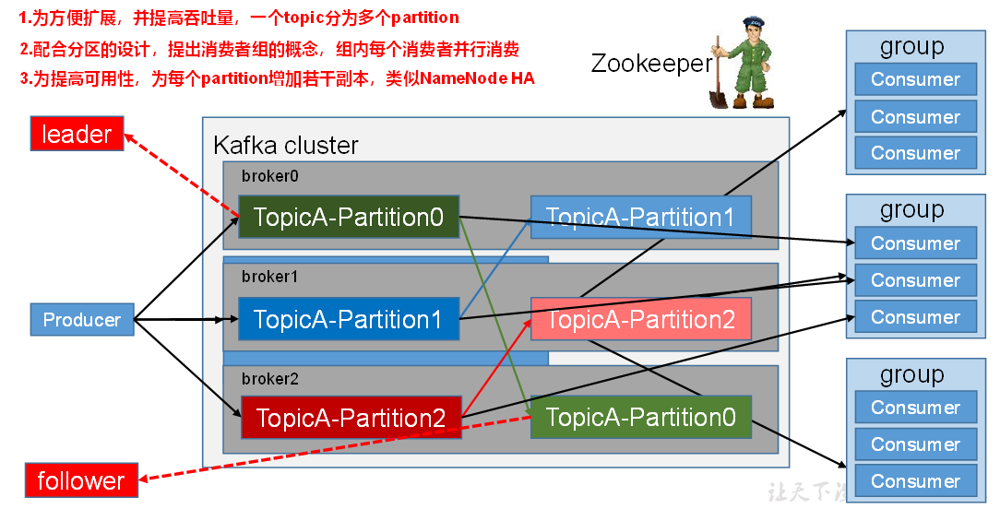 1.为方便扩展，并提高吞吐量，一个topic分为多个partition
2.配合分区的设计，提出消费者组的概念，组内每个消费者并行消费
3.为提高可用性，为每个partition增加若干副本，类似NameNode HA
Zookeeper
leader
Kafka cluster
broker0
TopicA-Partition0
TopicA-Partition1
broker1
Producer
TopicA-Partition1
TopicA-Partition2
broker2
TopicA-Partition2
TopicA-Partition0
follower
group
Consumer
Consumer
Consumer
group
Consumer
Consumer
Consumer
group
Consumer
Consumer
Consumer
让天下